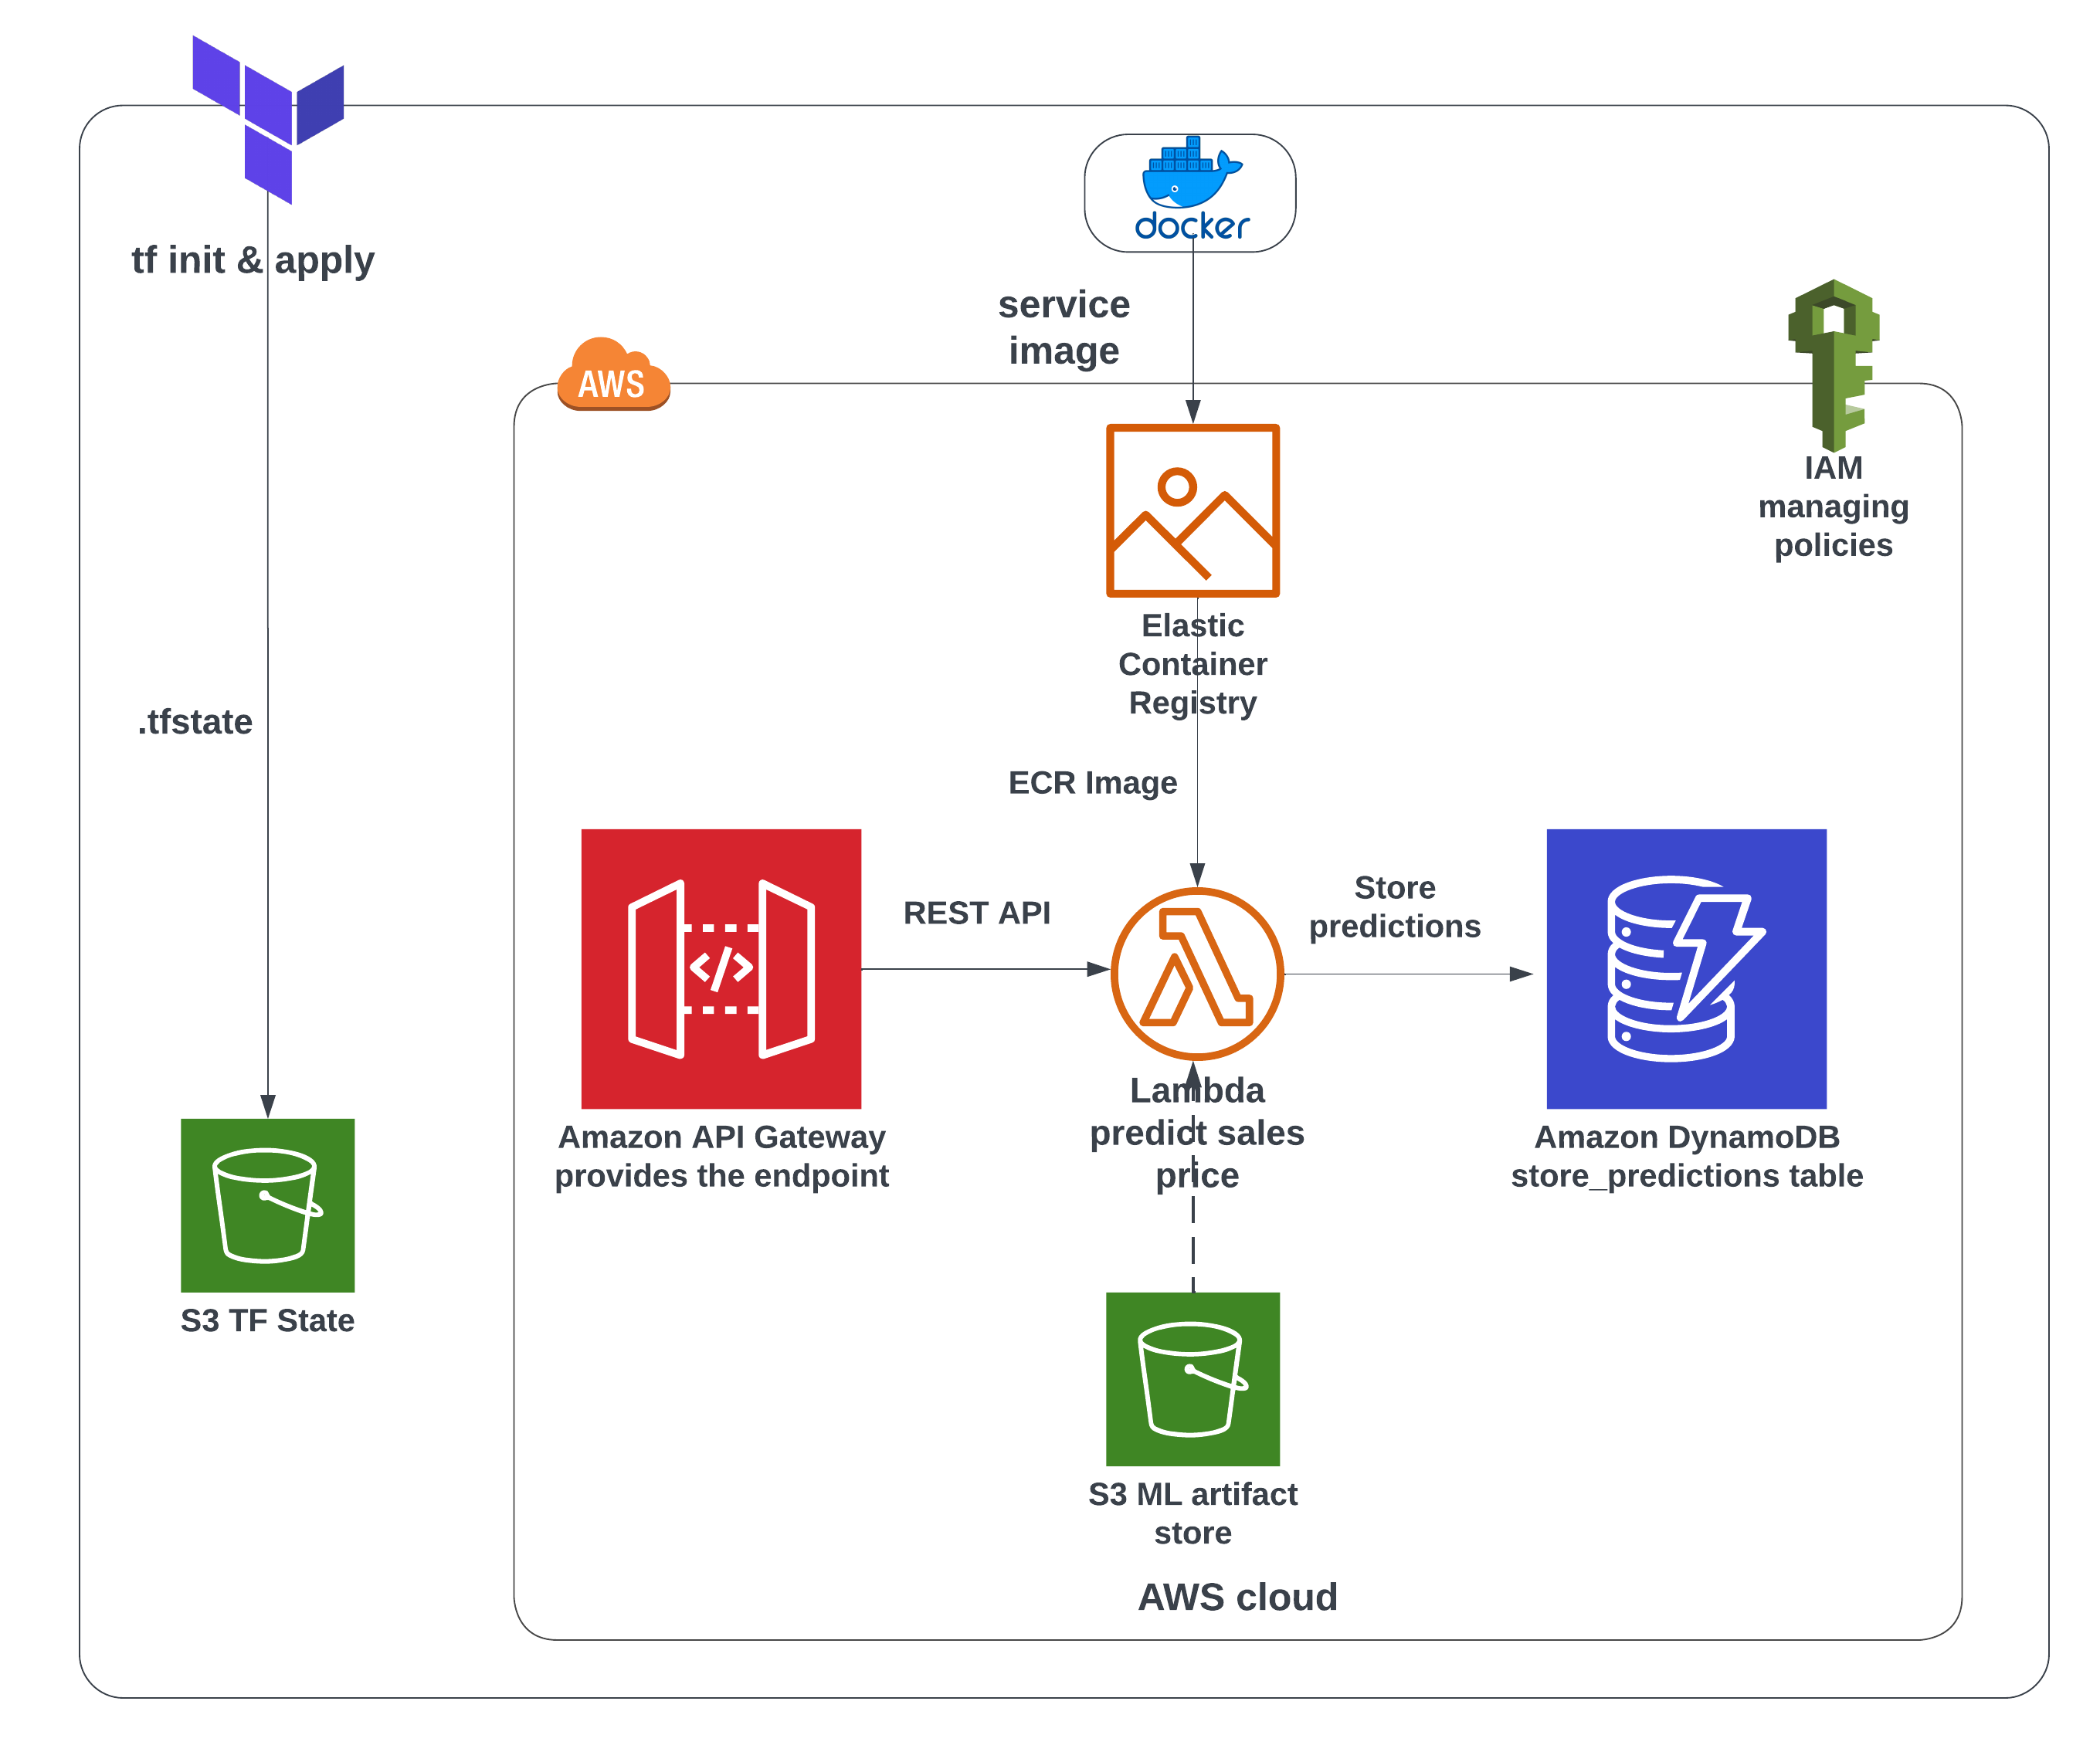 docker
tf init & apply
service
image
AWS
IAM
managing
policies
Elastic
Container
Registry
.tfstate
ECR Image
REST API
Store
predictions
Lambda
predict sales
price
Amazon API Gateway
provides the endpoint
Amazon DynamoDB
store_predictions table
S3 TF State
S3 ML artifact
store
AWS cloud